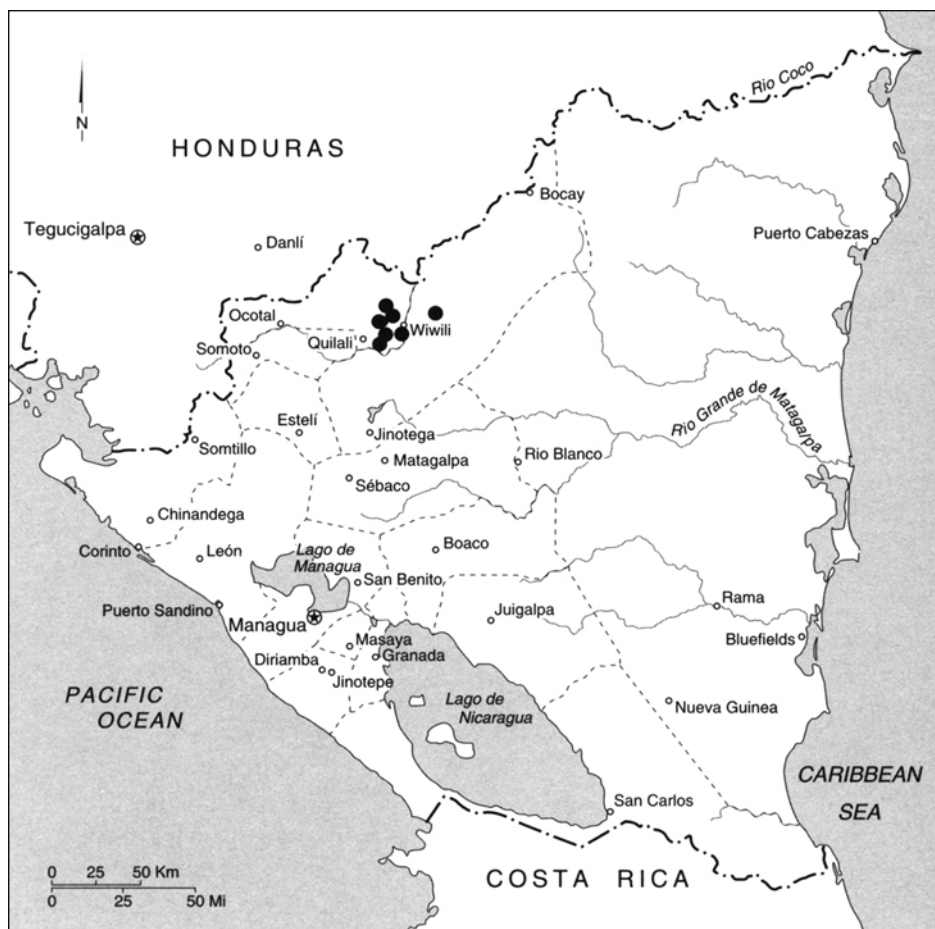 Rio Coco
N
HONDURAS
Bocay
Tegucigalpa
Danlí
Puerto Cabezas
Ocotal
Wiwili
Quilali
Somoto
Rio Grande de Matagalpa
Estelí
Jinotega
Somtillo
Matagalpa
Rio Blanco
Sébaco
Chinandega
Corinto
León
Lago de
Managua
Boaco
San Benito
Puerto Sandino
Managua
Juigalpa
Rama
Masaya
Granada
Bluefields
Diriamba
Jinotepe
PACIFIC
OCEAN
Lago de
Nicaragua
Nueva Guinea
CARIBBEAN
SEA
San Carlos
COSTA RICA
0 25 50 Km
0 25 50 Mi